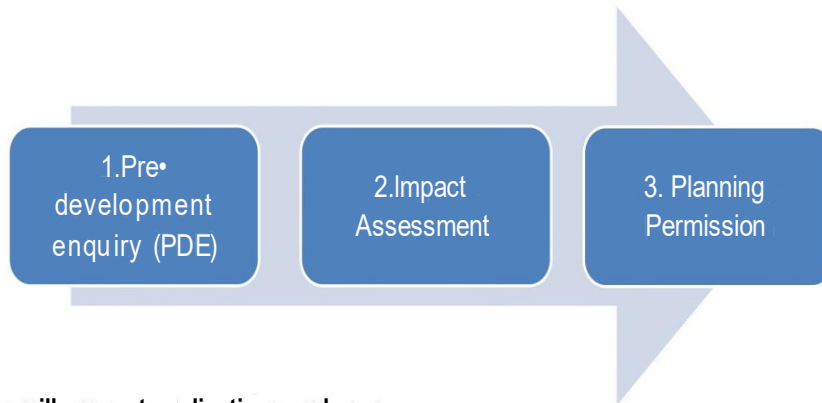 1.Pre•
development
enquiry (PDE)
2.Impact
Assessment
3. Planning
Permission